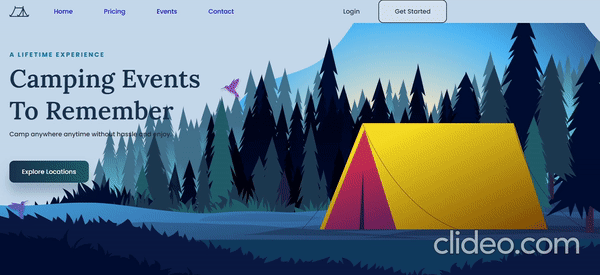 Home Pricing Events Contact Login Get Started
A LIFETIME EXPERIENCE
Camping Events
To Remember
Camp anywhere anytime without hassle and enjoy
Explore Locations
clideo.com